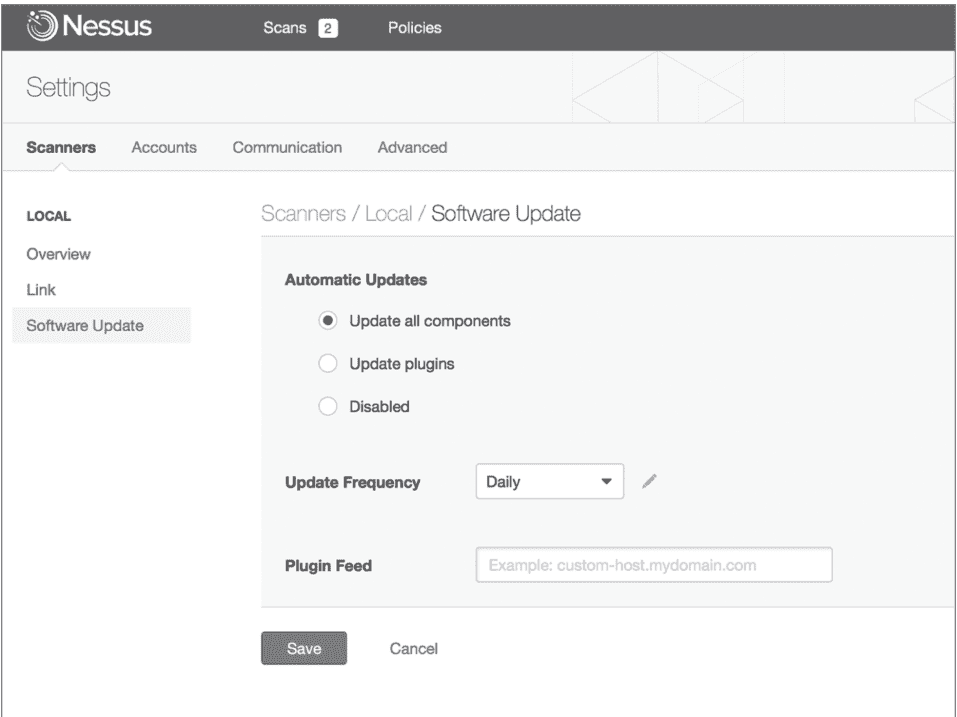 Nessus Scans 2 Policies
Settings
Scanners Accounts Communication Advanced
LOCAL
Overview
Link
Software Update
Scanners / Local / Software Update
Automatic Updates
Update all components
Update plugins
Disabled
Update Frequency Daily
Plugin Feed Example: custom-host.mydomain.com
Save Cancel